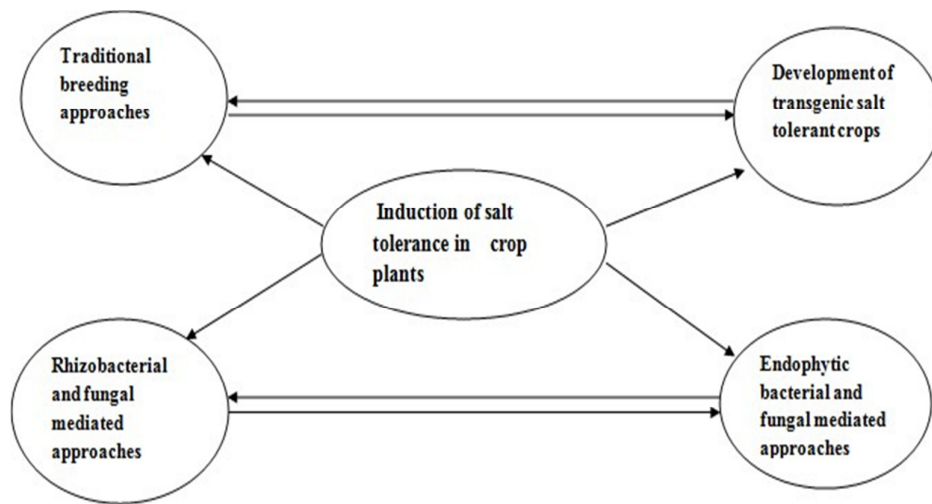 Traditional
breeding
approaches
Development of
transgenic salt
tolerant crops
Induction of salt
tolerance in crop
plants
Rhizobacterial
and fungal
mediated
approaches
Endophytic
bacterial and
fungal mediated
approaches